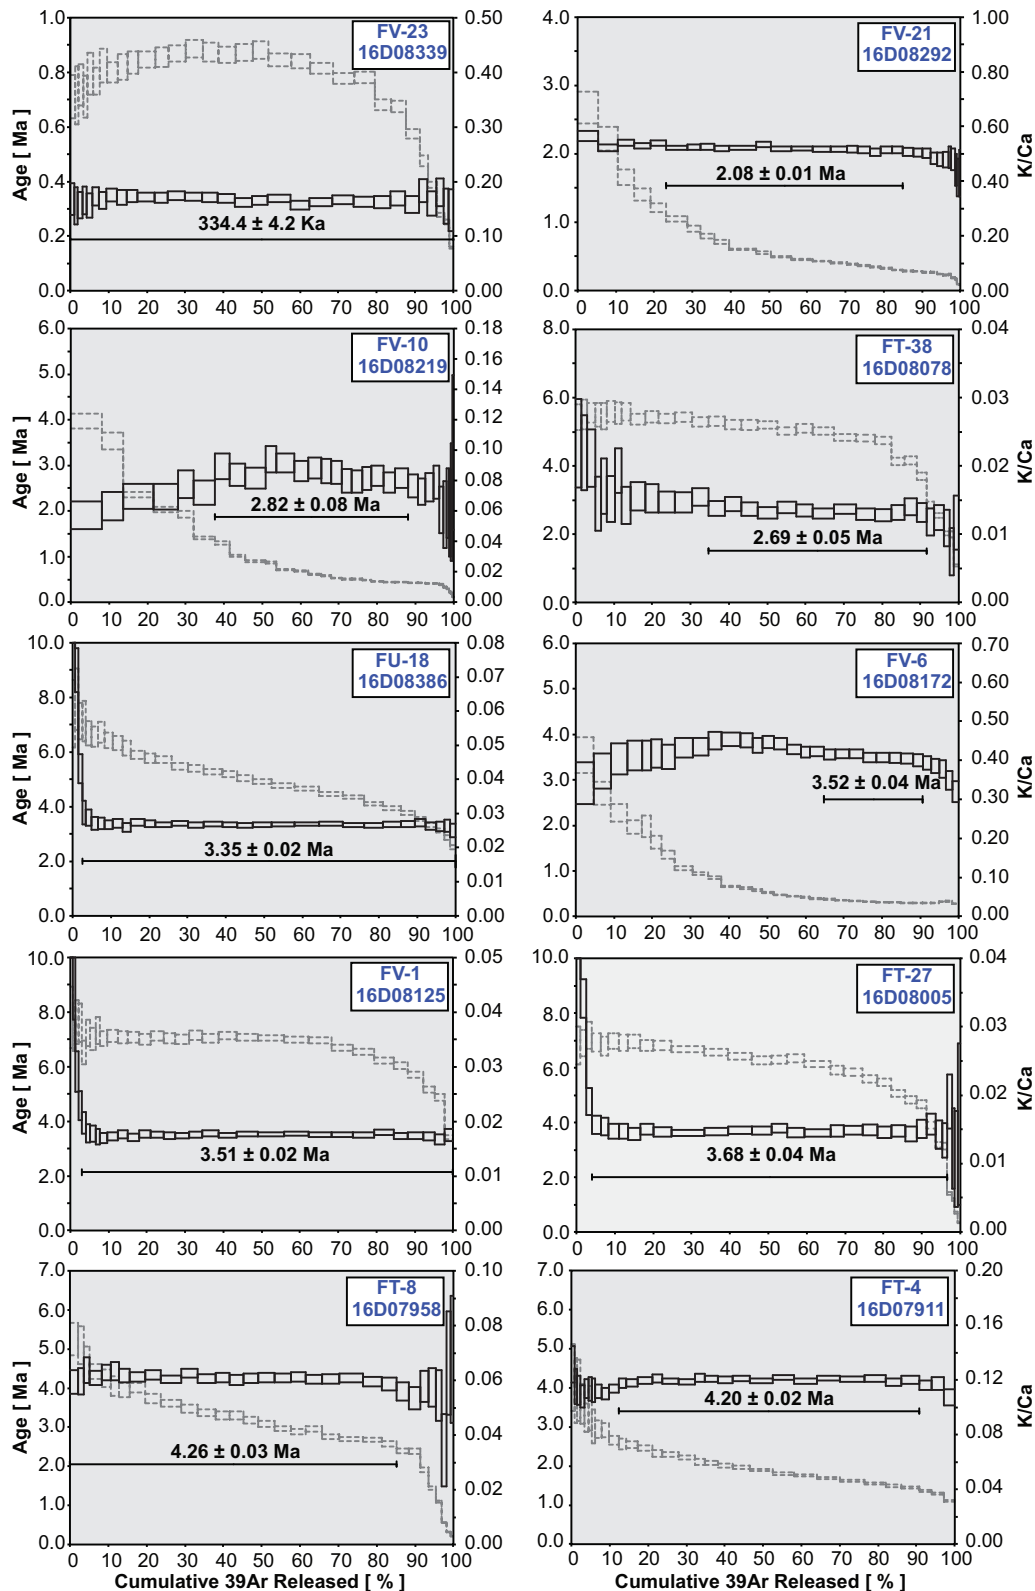 FV-23
16D08339
334.4 ± 4.2 Ka
Age [ Ma ]
1.0
0.8
0.6
0.4
0.2
0.0
0.50
0.40
0.30
0.20
0.10
0.00
0 10 20 30 40 50 60 70 80 90 100
FV-21
16D08292
2.08 ± 0.01 Ma
4.0
3.0
2.0
1.0
0.0
1.00
0.80
0.60
0.40
0.20
0.00
K/Ca
0 10 20 30 40 50 60 70 80 90 100
FV-10
16D08219
2.82 ± 0.08 Ma
Age [ Ma ]
6.0
5.0
4.0
3.0
2.0
1.0
0.0
0.18
0.16
0.14
0.12
0.10
0.08
0.06
0.04
0.02
0.00
0 10 20 30 40 50 60 70 80 90 100
FT-38
16D08078
2.69 ± 0.05 Ma
8.0
6.0
4.0
2.0
0.0
0.04
0.03
0.02
0.01
0.00
K/Ca
0 10 20 30 40 50 60 70 80 90 100
FU-18
16D08386
3.35 ± 0.02 Ma
Age [ Ma ]
10.0
8.0
6.0
4.0
2.0
0.0
0.08
0.07
0.06
0.05
0.04
0.03
0.02
0.01
0.00
0 10 20 30 40 50 60 70 80 90 100
FV-6
16D08172
3.52 ± 0.04 Ma
6.0
5.0
4.0
3.0
2.0
1.0
0.0
0.70
0.60
0.50
0.40
0.30
0.20
0.10
0.00
K/Ca
0 10 20 30 40 50 60 70 80 90 100
FV-1
16D08125
3.51 ± 0.02 Ma
Age [ Ma ]
10.0
8.0
7.0
6.0
4.0
2.0
0.0
0.05
0.04
0.03
0.02
0.01
0.00
0 10 20 30 40 50 60 70 80 90 100
FT-27
16D08005
3.68 ± 0.04 Ma
10.0
8.0
6.0
4.0
2.0
0.0
0.04
0.03
0.02
0.01
0.00
K/Ca
0 10 20 30 40 50 60 70 80 90 100
FT-8
16D07958
4.26 ± 0.03 Ma
Age [ Ma ]
7.0
6.0
5.0
4.0
3.0
2.0
1.0
0.0
0.10
0.08
0.06
0.04
0.02
0.00
0 10 20 30 40 50 60 70 80 90 100
Cumulative 39Ar Released [ % ]
FT-4
16D07911
4.20 ± 0.02 Ma
7.0
6.0
5.0
4.0
3.0
2.0
1.0
0.0
0.20
0.16
0.12
0.08
0.04
0.00
K/Ca
0 10 20 30 40 50 60 70 80 90 100
Cumulative 39Ar Released [ % ]